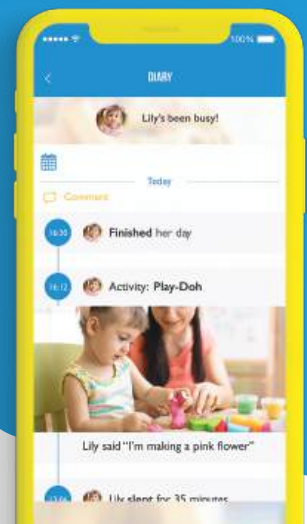 100%
DIARY
Lily's been busy!
Today
Comment
16:30
Finished her day
16:12
Activity: Play-Doh
Lily said "I'm making a pink flower"
Lily slept for 35 minutes